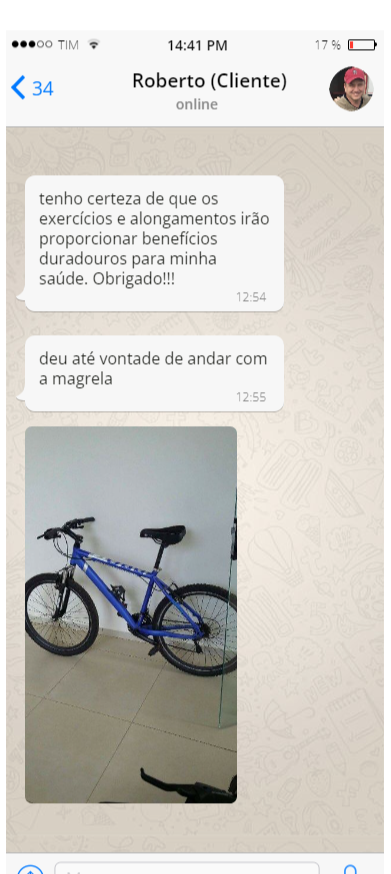 TIM 14:41 PM 17 %
34 Roberto (Cliente)
online
tenho certeza de que os
exercícios e alongamentos irão
proporcionar benefícios
duradouros para minha
saúde. Obrigado!!!
12:54
deu até vontade de andar com
a magrela
12:55